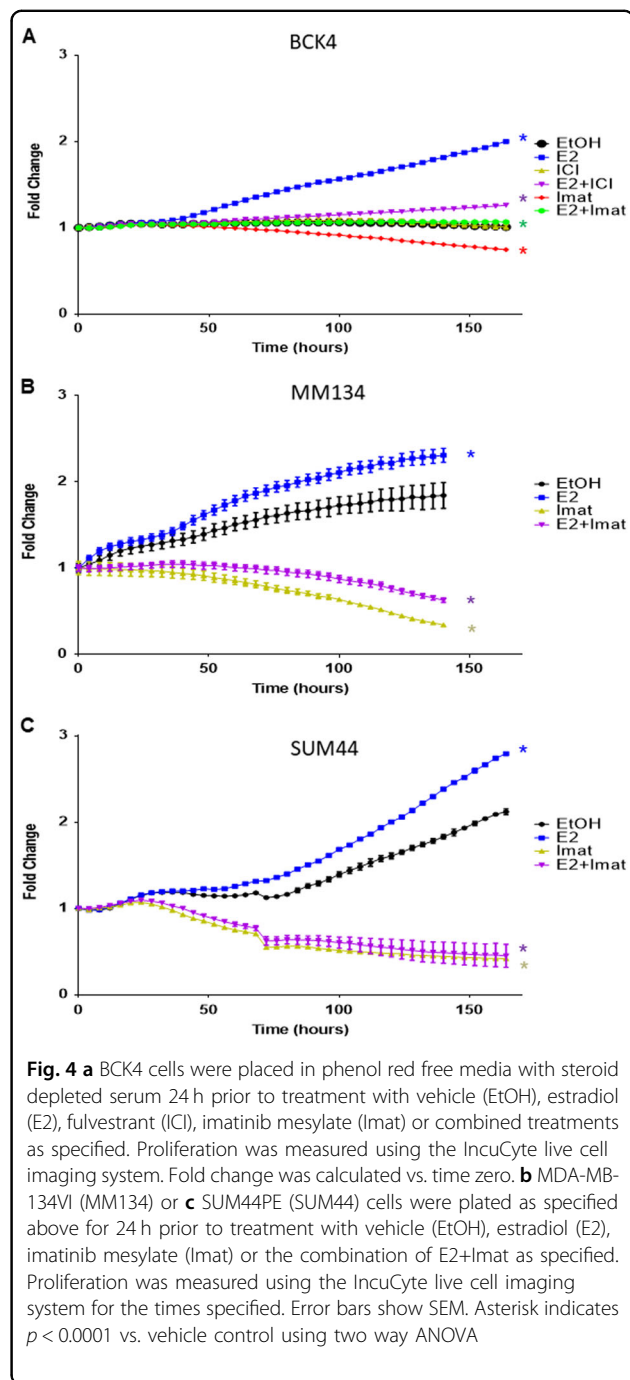 A
BCK4
3
2
1
0
Fold Change
0
50
100
150
Time (hours)
EtOH
E2
ICI
E2+ICI
Imat
E2+Imat
*
*
*
*
B
MM134
3
2
1
0
Fold Change
0
50
100
150
Time (hours)
EtOH
E2
Imat
E2+Imat
*
*
*
C
SUM44
3
2
1
0
Fold Change
0
50
100
150
Time (hours)
EtOH
E2
Imat
E2+Imat
*
*
*
Fig. 4 a BCK4 cells were placed in phenol red free media with steroid
depleted serum 24 h prior to treatment with vehicle (EtOH), estradiol
(E2), fulvestrant (ICI), imatinib mesylate (Imat) or combined treatments
as specified. Proliferation was measured using the IncuCyte live cell
imaging system. Fold change was calculated vs. time zero. b MDA-MB-
134VI (MM134) or c SUM44PE (SUM44) cells were plated as specified
above for 24 h prior to treatment with vehicle (EtOH), estradiol (E2),
imatinib mesylate (Imat) or the combination of E2+Imat as specified.
Proliferation was measured using the IncuCyte live cell imaging
system for the times specified. Error bars show SEM. Asterisk indicates
p < 0.0001 vs. vehicle control using two way ANOVA